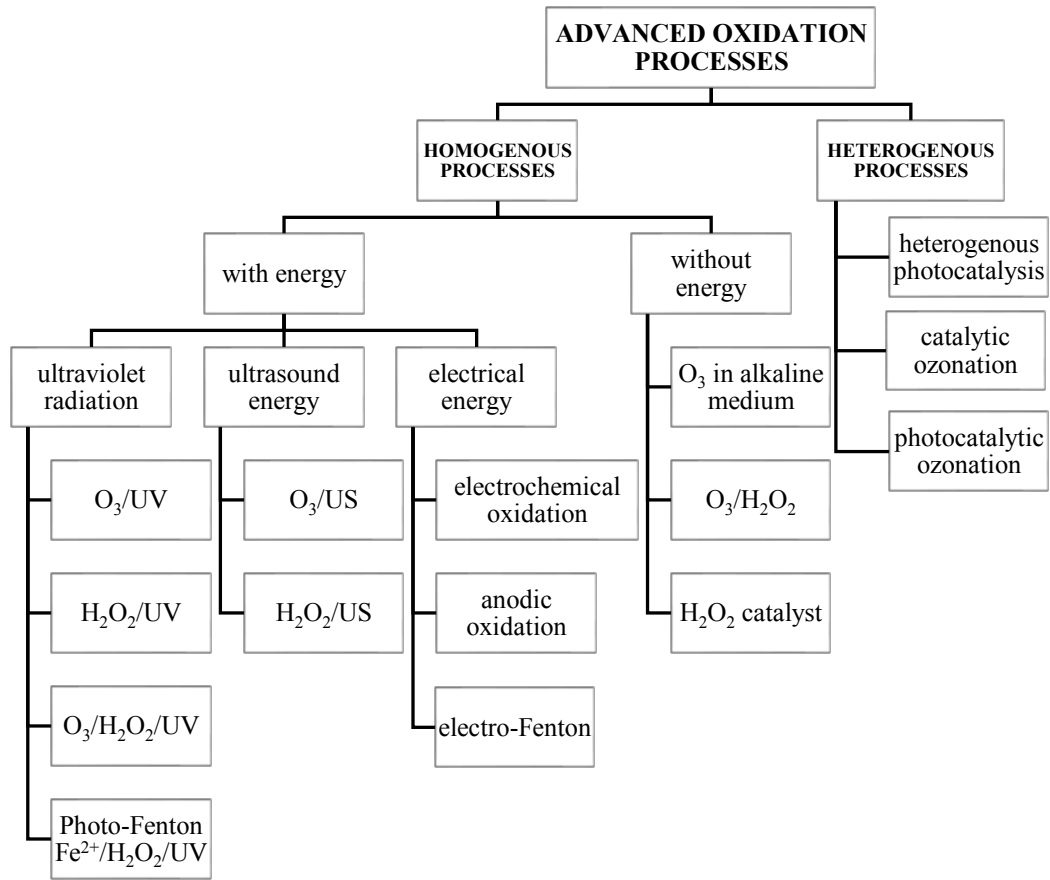 ADVANCED OXIDATION
PROCESSES
HOMOGENOUS
PROCESSES
HETEROGENOUS
PROCESSES
with energy
without
energy
heterogenous
photocatalysis
catalytic
ozonation
photocatalytic
ozonation
ultraviolet
radiation
ultrasound
energy
electrical
energy
O₃ in alkaline
medium
O₃/UV
O₃/US
electrochemical
oxidation
O₃/H₂O₂
H₂O₂/UV
H₂O₂/US
anodic
oxidation
H₂O₂ catalyst
O₃/H₂O₂/UV
electro-Fenton
Photo-Fenton
Fe²⁺/H₂O₂/UV